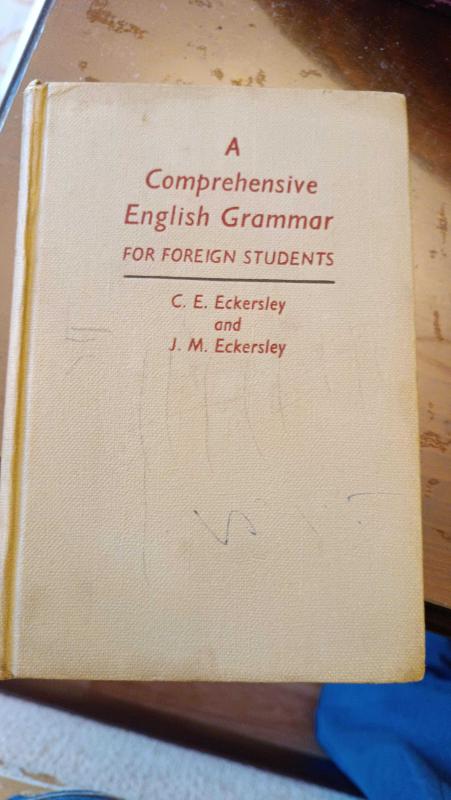 A
Comprehensive
English Grammar
FOR FOREIGN STUDENTS
C. E. Eckersley
and
J. M. Eckersley